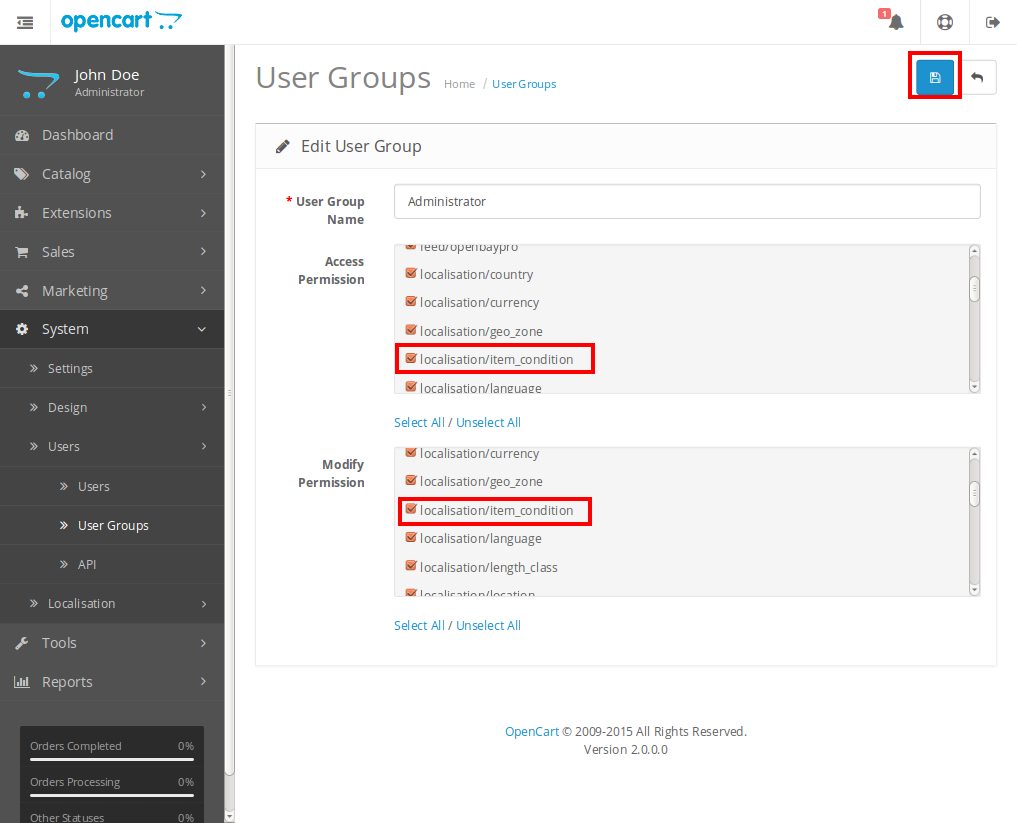 opencart
1
John Doe
Administrator
Dashboard
Catalog
Extensions
Sales
Marketing
System
Settings
Design
Users
Users
User Groups
API
Localisation
Tools
Reports
Orders Completed 0%
Orders Processing 0%
Other Statuses 0%
User Groups Home / User Groups
Edit User Group
* User Group
Name
Administrator
Access
Permission
feed/openbaypro
localisation/country
localisation/currency
localisation/geo_zone
localisation/item_condition
localisation/language
Select All / Unselect All
Modify
Permission
localisation/currency
localisation/geo_zone
localisation/item_condition
localisation/language
localisation/length_class
localisation/location
Select All / Unselect All
OpenCart © 2009-2015 All Rights Reserved.
Version 2.0.0.0